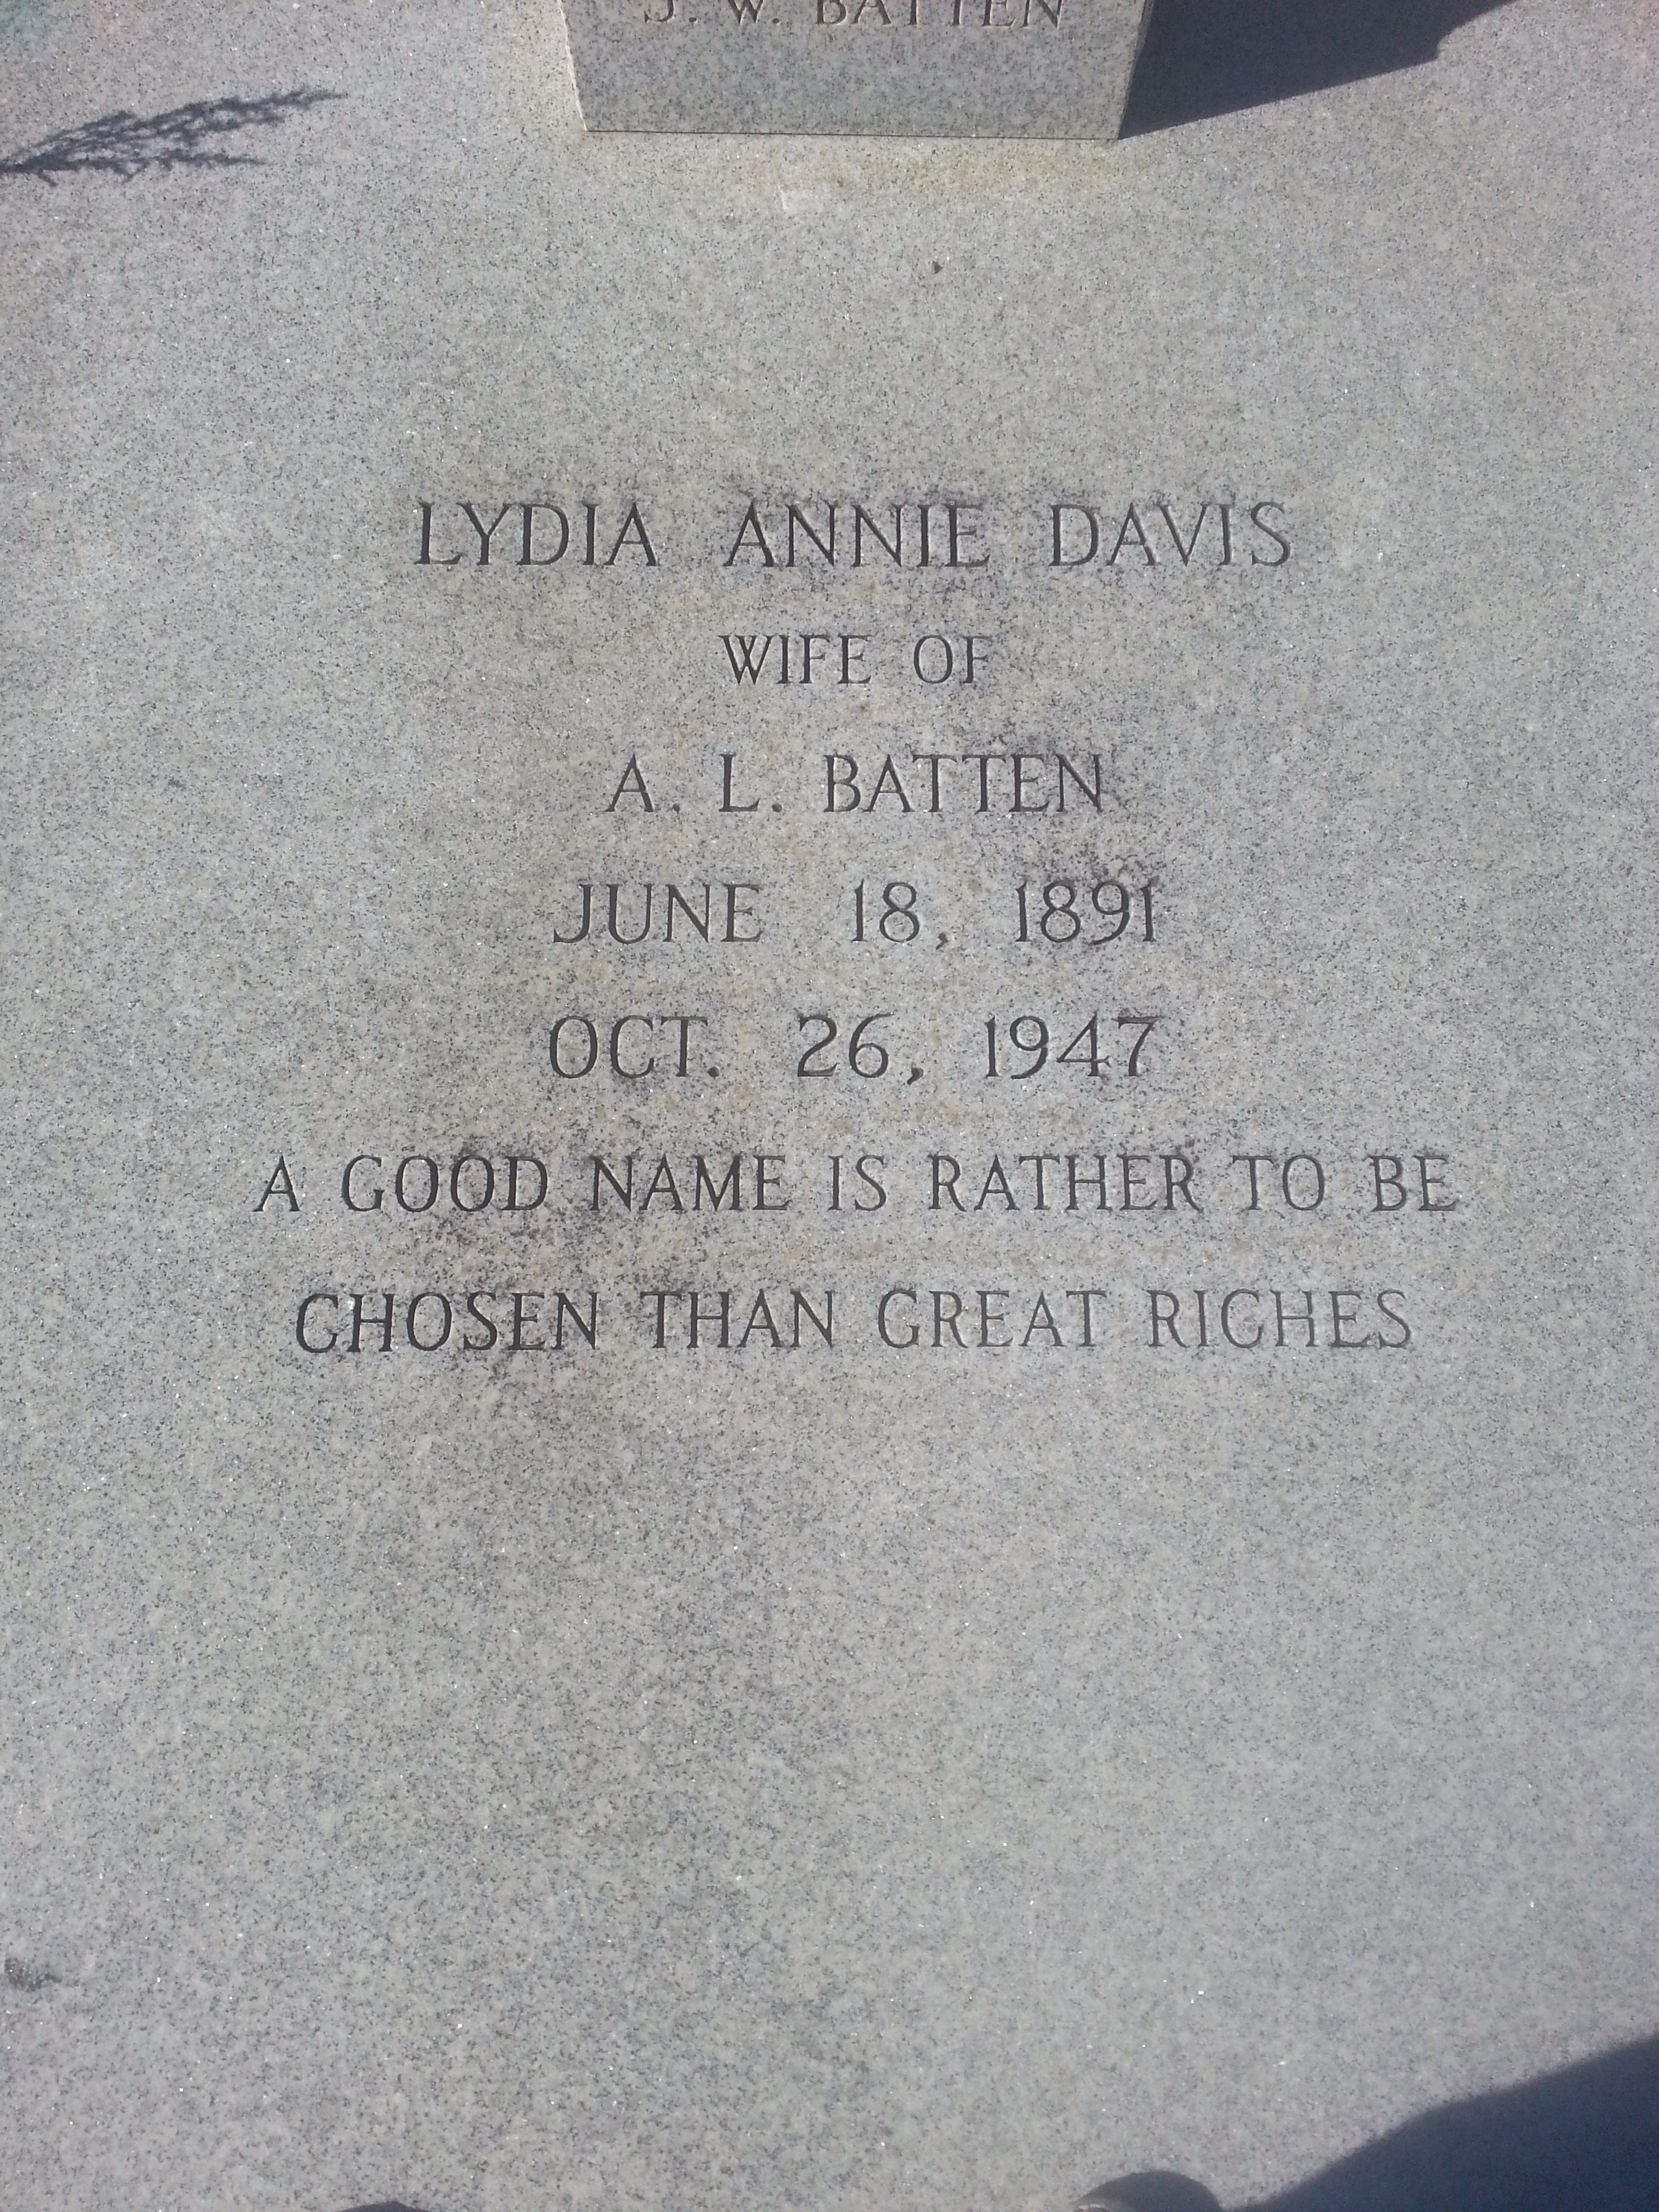 J. W. BATTEN
LYDIA ANNIE DAVIS
WIFE OF
A. L. BATTEN
JUNE 18, 1891
OCT. 26, 1947
A GOOD NAME IS RATHER TO BE
CHOSEN THAN GREAT RICHES